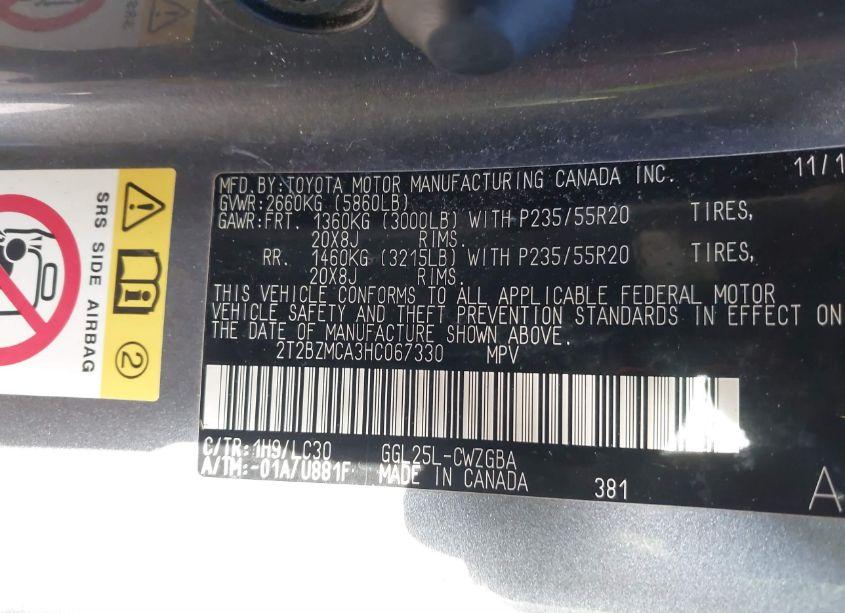 MFD.BY:TOYOTA MOTOR MANUFACTURING CANADA INC. 11/1
GVWR:2660KG (5860LB)
GAWR:FRT. 1360KG (3000LB) WITH P235/55R20 TIRES,
20X8J RIMS.
RR. 1460KG (3215LB) WITH P235/55R20 TIRES,
20X8J RIMS.
THIS VEHICLE CONFORMS TO ALL APPLICABLE FEDERAL MOTOR
VEHICLE SAFETY AND THEFT PREVENTION STANDARDS IN EFFECT ON
THE DATE OF MANUFACTURE SHOWN ABOVE.
2T2BZMCA3HC067330 MPV
C/TR:1H9/LC30 GGL25L-CWZGBA
A/TM:-01A/U881F MADE IN CANADA 381 A
SRS SIDE AIRBAG
2